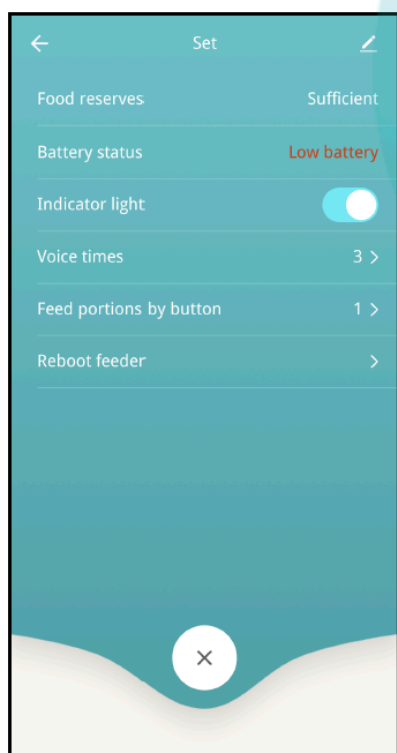 Set
Food reserves Sufficient
Battery status Low battery
Indicator light
Voice times 3 >
Feed portions by button 1 >
Reboot feeder >